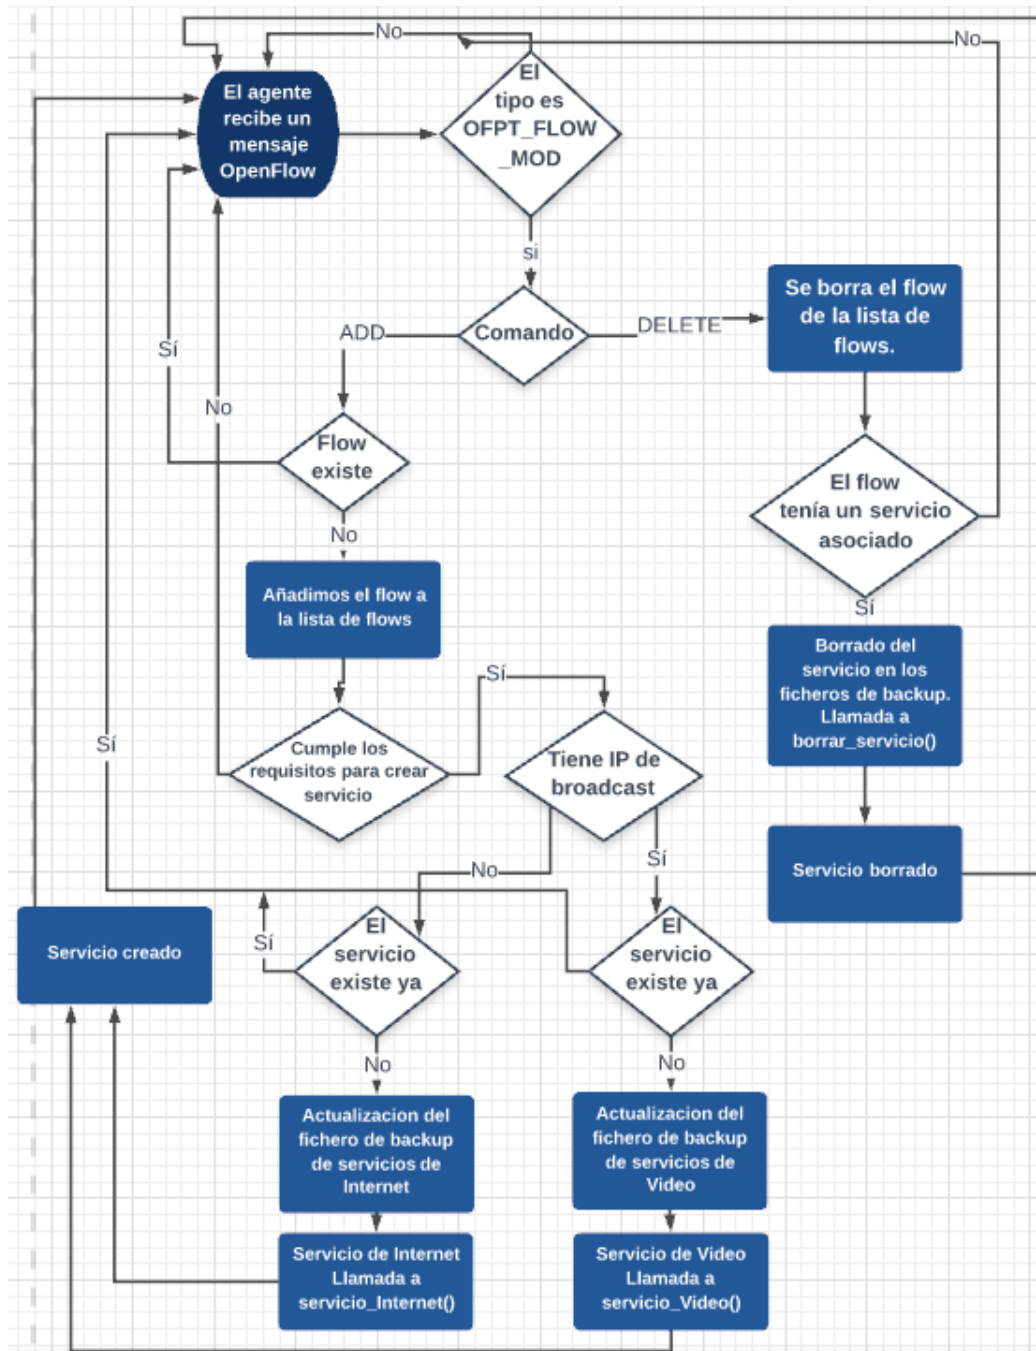 No
No
El agente
recibe un
mensaje
OpenFlow
El
tipo es
OFPT_FLOW
_MOD
si
Comando
ADD
DELETE
Se borra el flow
de la lista de
flows.
Sí
No
Flow
existe
No
El flow
tenía un servicio
asociado
Sí
Añadimos el flow a
la lista de flows
Borrado del
servicio en los
ficheros de backup.
Llamada a
borrar_servicio()
Sí
Cumple los
requisitos para crear
servicio
Tiene IP de
broadcast
Sí
No
Sí
Servicio borrado
Servicio creado
Sí
El
servicio
existe ya
El
servicio
existe ya
No
No
Actualizacion del
fichero de backup
de servicios de
Internet
Actualizacion del
fichero de backup
de servicios de
Video
Servicio de Internet
Llamada a
servicio_Internet()
Servicio de Video
Llamada a
servicio_Video()